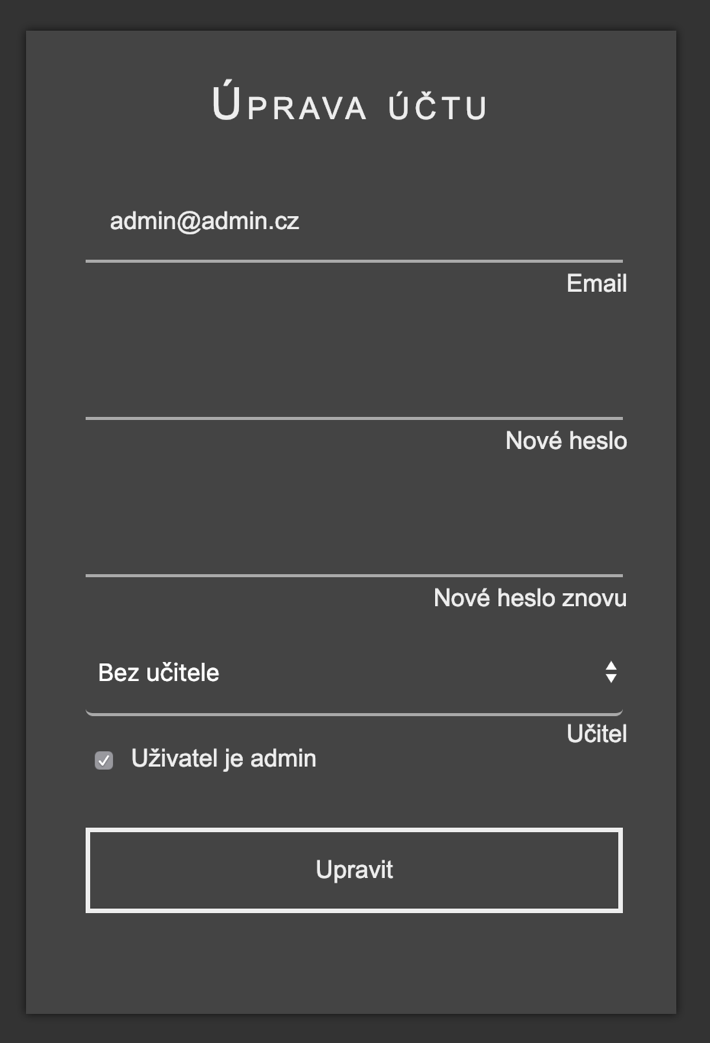 Úprava účtu
admin@admin.cz
Email
Nové heslo
Nové heslo znovu
Bez učitele
Učitel
Uživatel je admin
Upravit